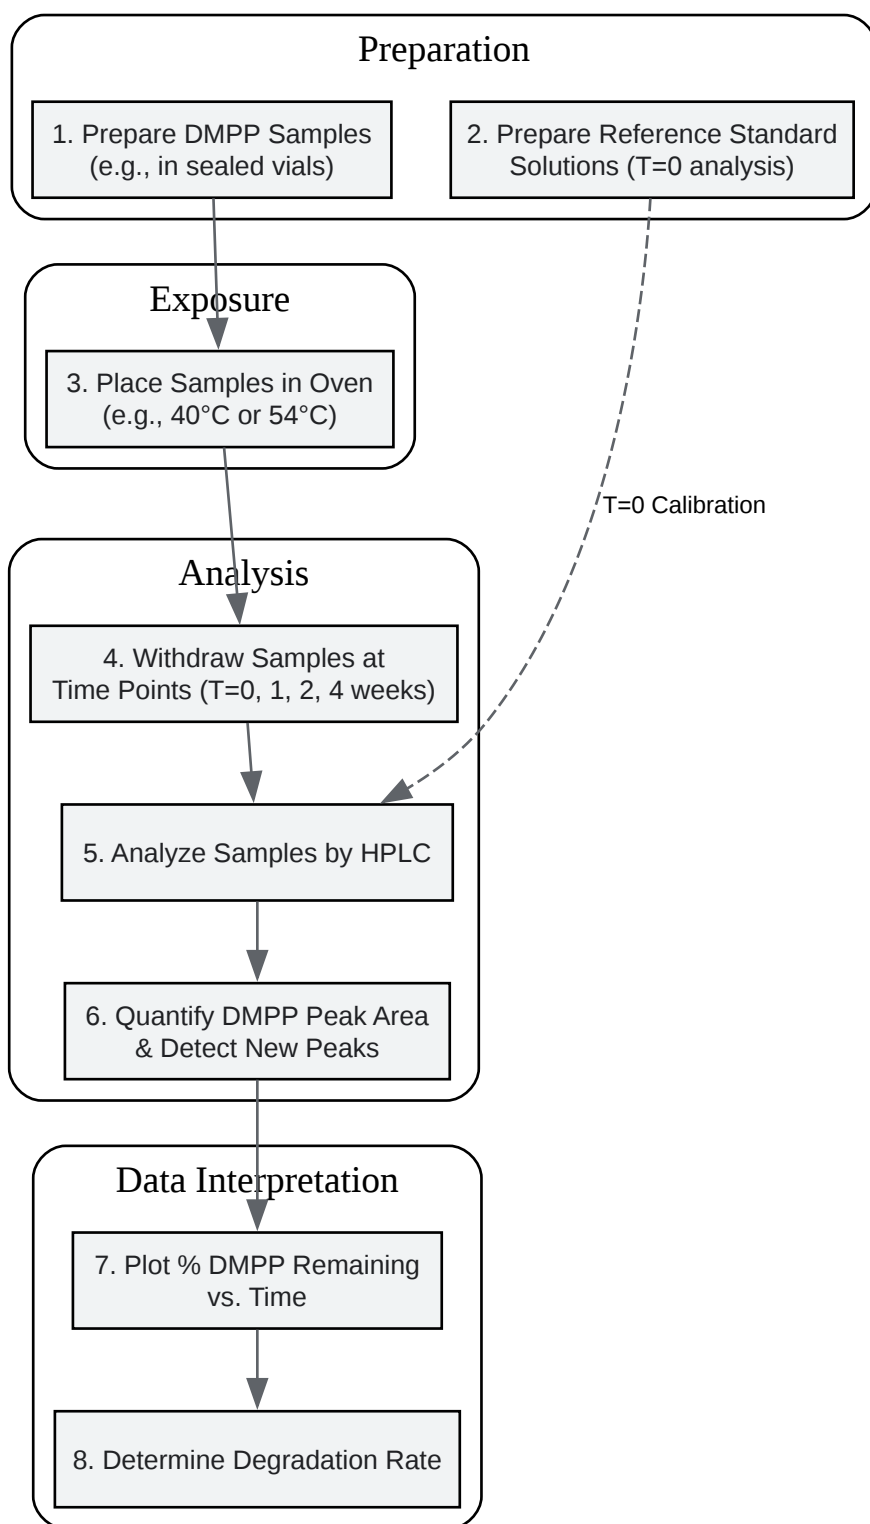 Preparation
1. Prepare DMPP Samples
(e.g., in sealed vials)
2. Prepare Reference Standard
Solutions (T=0 analysis)
Exposure
3. Place Samples in Oven
(e.g., 40°C or 54°C)
T=0 Calibration
Analysis
4. Withdraw Samples at
Time Points (T=0, 1, 2, 4 weeks)
5. Analyze Samples by HPLC
6. Quantify DMPP Peak Area
& Detect New Peaks
Data Interpretation
7. Plot % DMPP Remaining
vs. Time
8. Determine Degradation Rate